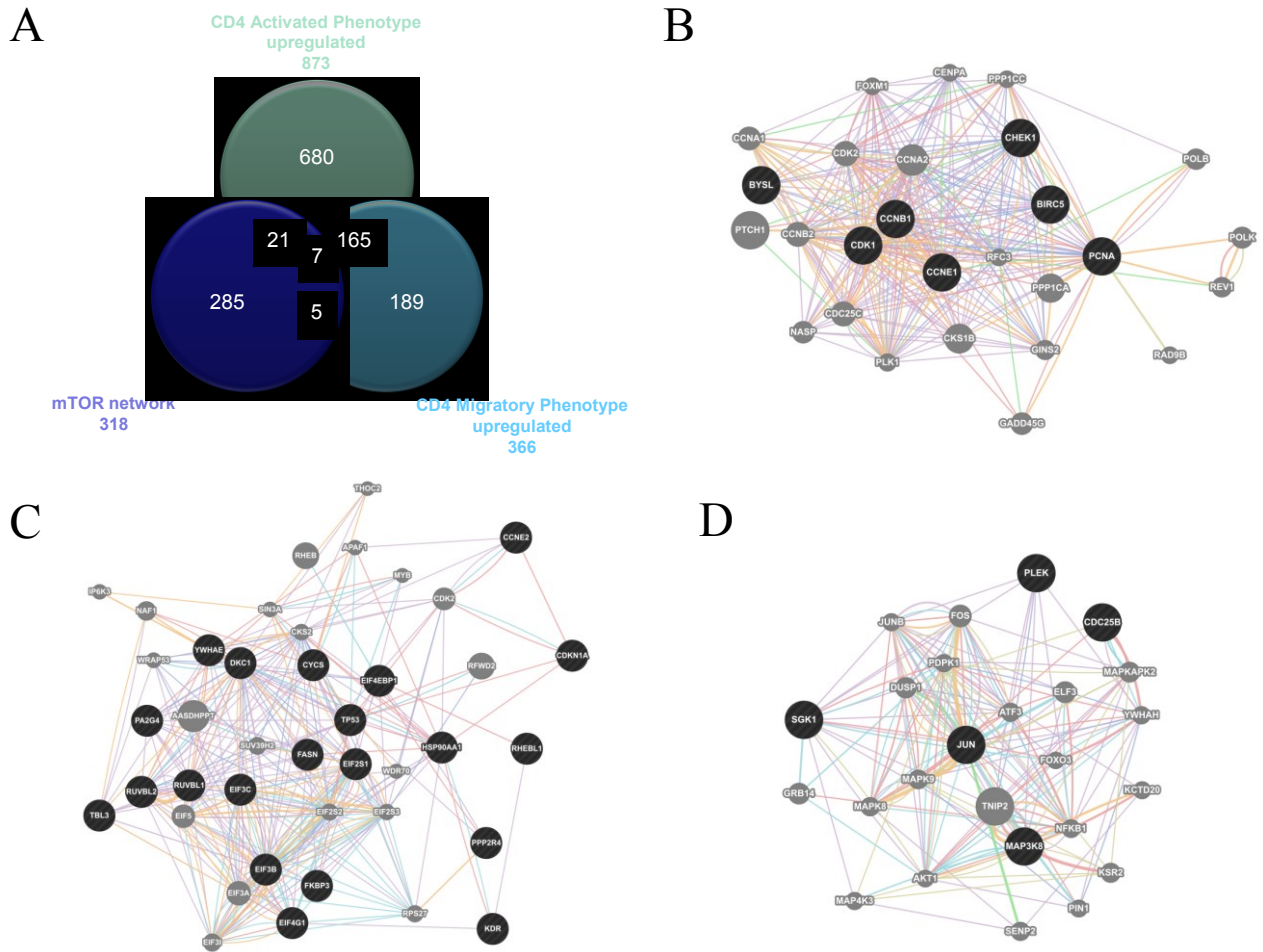 A
CD4 Activated Phenotype
upregulated
873
680
21
165
7
285
5
189
mTOR network
318
CD4 Migratory Phenotype
upregulated
366
B
CENPA
PPP1CC
FOXM1
CCNA1
CHEK1
CDK2
CCNA2
POLB
BYSL
BIRC5
CCNB1
PTCH1
CCNB2
CDK1
RFC3
PCNA
POLK
CCNE1
PPP1CA
REV1
CDC25C
NASP
CKS1B
GINS2
RAD9B
PLK1
GADD45G
C
THOC2
CCNE2
RHEB
APAF1
MYB
IP6K3
NAF1
SIN3A
CDK2
CKS2
YWHAE
WRAP53
DKC1
CYCS
CDKN1A
RFWD2
EIF4EBP1
AASDHPPT
PA2G4
TP53
SUV39H2
FASN
HSP90AA1
RHEBL1
EIF2S1
WDR70
RUVBL1
RUVBL2
EIF3C
TBL3
EIF5
EIF2S2
EIF2S3
PPP2R4
EIF3B
EIF3A
FKBP3
RPS27
EIF4G1
KDR
EIF3I
D
PLEK
JUNB
FOS
CDC25B
PDPK1
MAPKAPK2
DUSP1
ELF3
SGK1
ATF3
YWHAH
JUN
FOXO3
MAPK9
GRB14
KCTD20
MAPK8
TNIP2
NFKB1
MAP3K8
AKT1
KSR2
MAP4K3
PIN1
SENP2